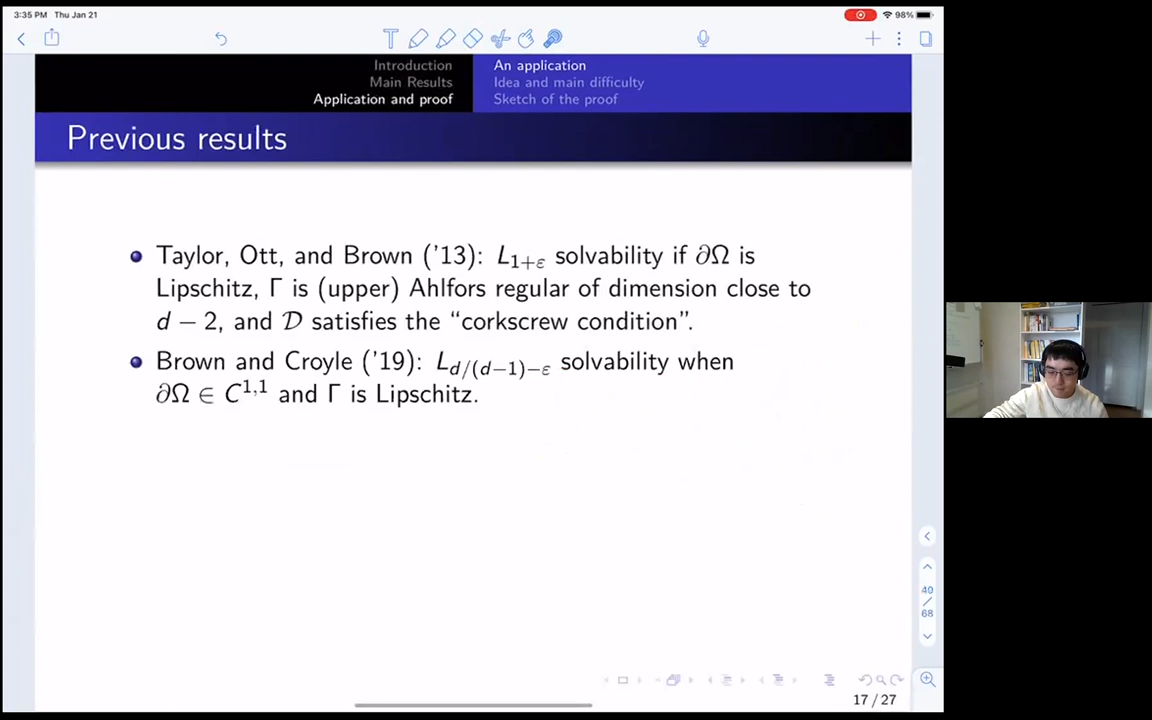 3:35 PM Thu Jan 21
98%
Introduction
Main Results
Application and proof
An application
Idea and main difficulty
Sketch of the proof
Previous results
Taylor, Ott, and Brown ('13): L₁₊ε solvability if ∂Ω is
Lipschitz, Γ is (upper) Ahlfors regular of dimension close to
d − 2, and 𝒟 satisfies the “corkscrew condition”.
Brown and Croyle ('19): L_{d/(d−1)−ε} solvability when
∂Ω ∈ C^{1,1} and Γ is Lipschitz.
40
/
68
17 / 27